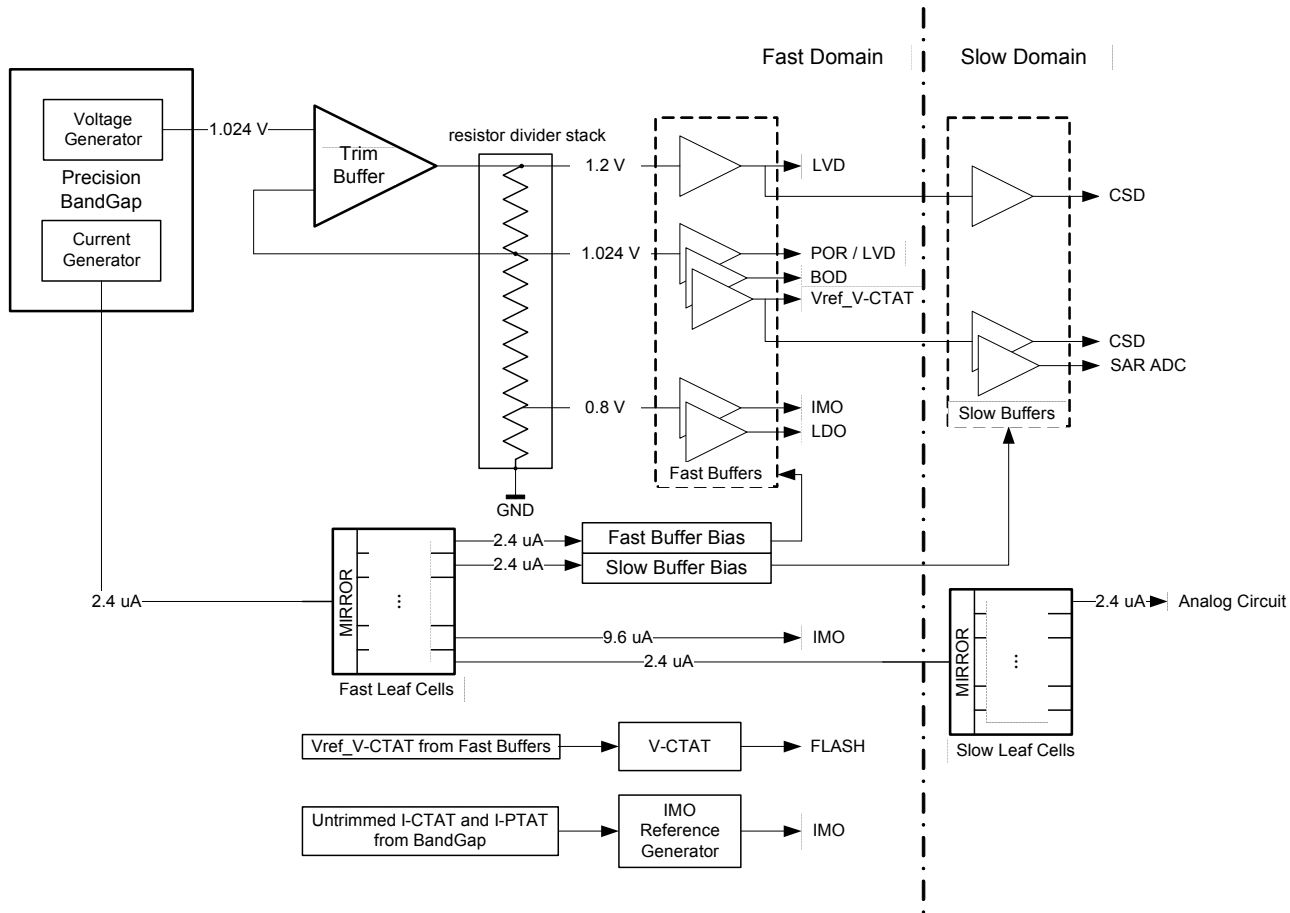 Fast Domain
Slow Domain
Voltage
Generator
Precision
BandGap
Current
Generator
1.024 V
Trim
Buffer
resistor divider stack
1.2 V
LVD
CSD
1.024 V
POR / LVD
BOD
Vref_V-CTAT
CSD
SAR ADC
0.8 V
IMO
LDO
Fast Buffers
Slow Buffers
GND
2.4 uA
Fast Buffer Bias
2.4 uA
Slow Buffer Bias
2.4 uA
MIRROR
...
9.6 uA
IMO
2.4 uA
Fast Leaf Cells
MIRROR
...
2.4 uA
Analog Circuit
Slow Leaf Cells
Vref_V-CTAT from Fast Buffers
V-CTAT
FLASH
Untrimmed I-CTAT and I-PTAT
from BandGap
IMO
Reference
Generator
IMO